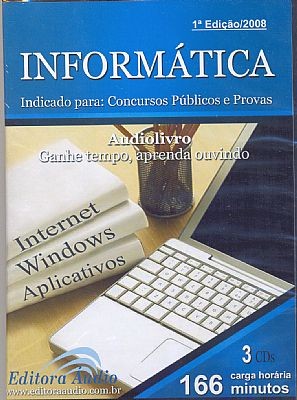 1ª Edição/2008
INFORMÁTICA
Indicado para: Concursos Públicos e Provas
Audiolivro
Ganhe tempo, aprenda ouvindo
Internet
Windows
Aplicativos
3 CDs
Editora Áudio
www.editoraaudio.com.br
166 carga horária
minutos